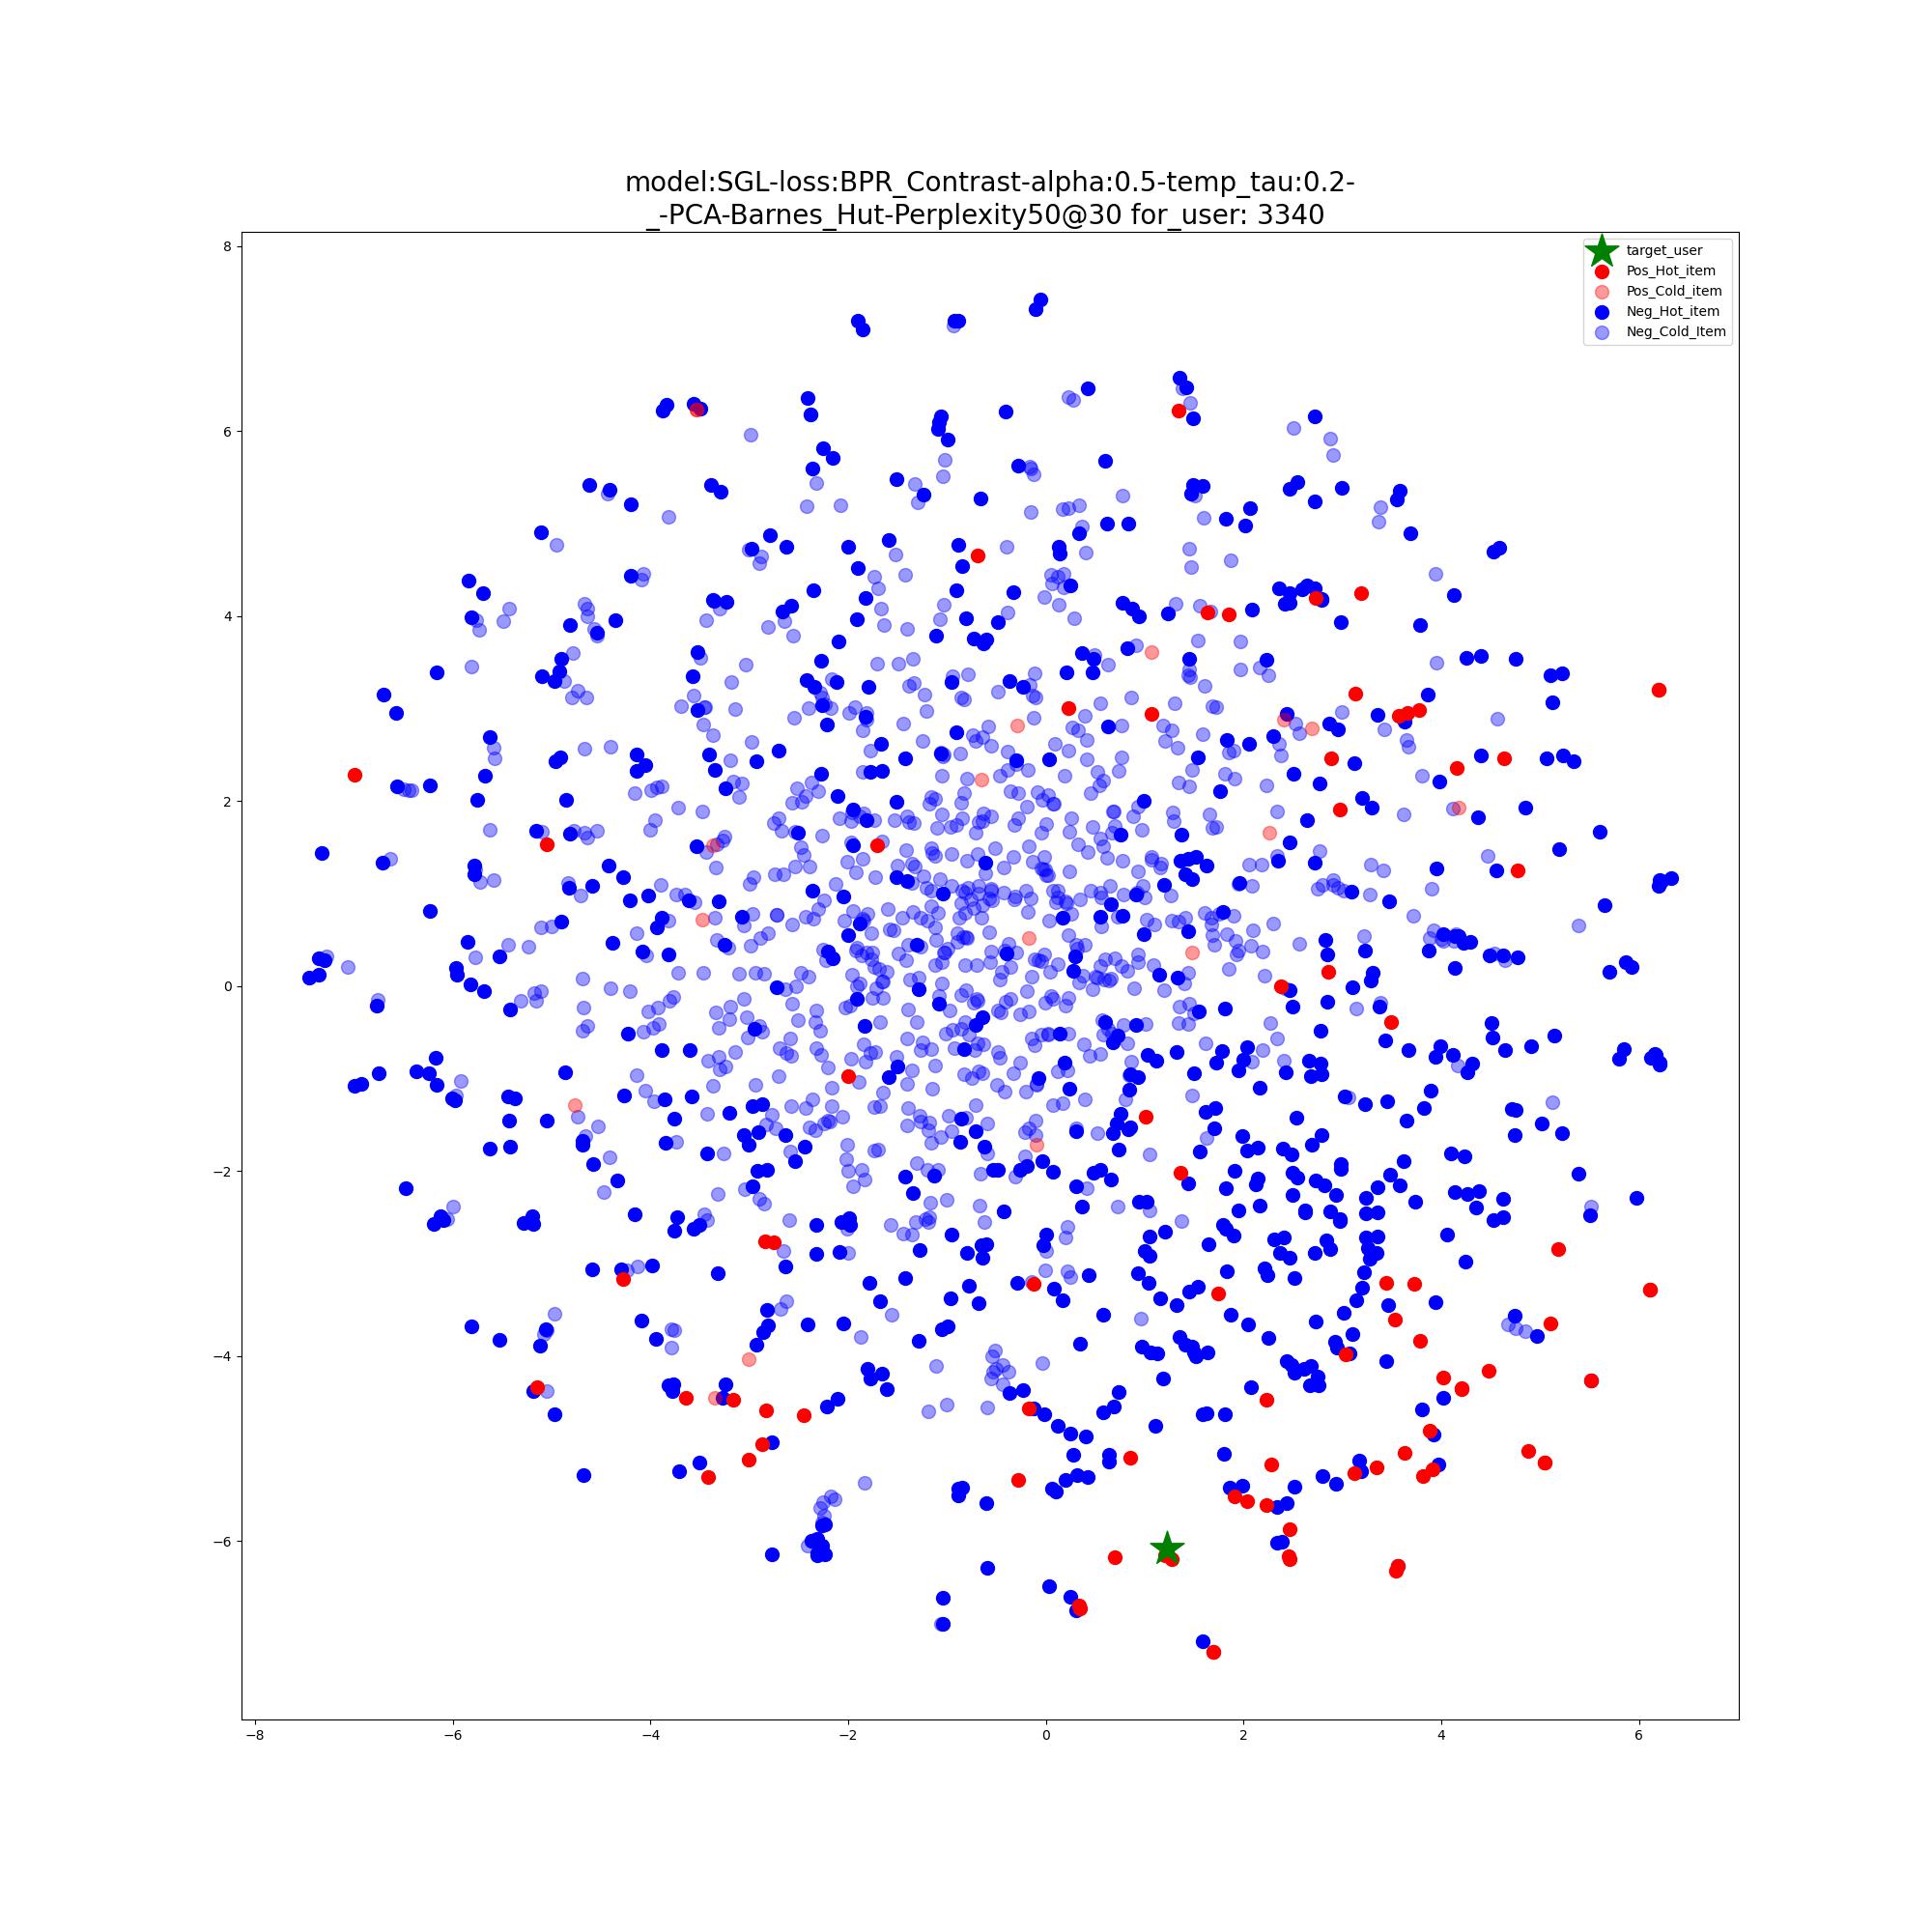 model:SGL-loss:BPR_Contrast-alpha:0.5-temp_tau:0.2-
_-PCA-Barnes_Hut-Perplexity50@30 for_user: 3340
target_user
Pos_Hot_item
Pos_Cold_item
Neg_Hot_item
Neg_Cold_Item
8
6
4
2
0
−2
−4
−6
−8
−6
−4
−2
0
2
4
6